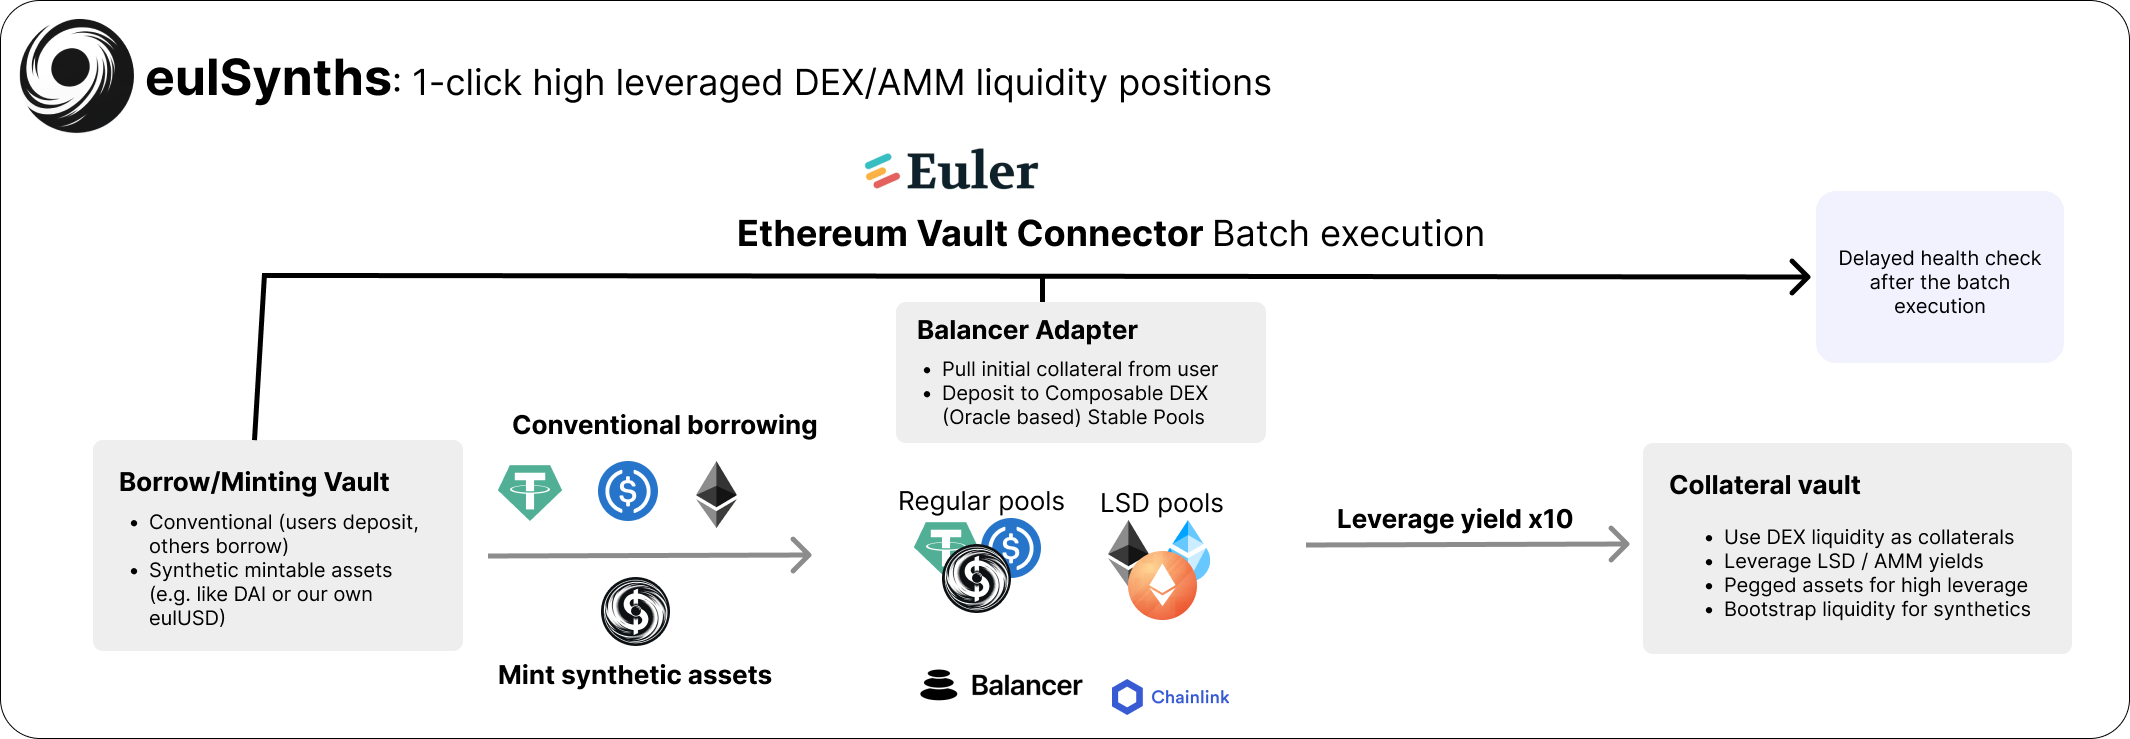 eulSynths: 1-click high leveraged DEX/AMM liquidity positions
Euler
Ethereum Vault Connector Batch execution
Delayed health check
after the batch
execution
Balancer Adapter
• Pull initial collateral from user
• Deposit to Composable DEX
(Oracle based) Stable Pools
Borrow/Minting Vault
• Conventional (users deposit,
others borrow)
• Synthetic mintable assets
(e.g. like DAI or our own
eulUSD)
Conventional borrowing
Mint synthetic assets
Regular pools
LSD pools
Balancer
Chainlink
Leverage yield x10
Collateral vault
• Use DEX liquidity as collaterals
• Leverage LSD / AMM yields
• Pegged assets for high leverage
• Bootstrap liquidity for synthetics